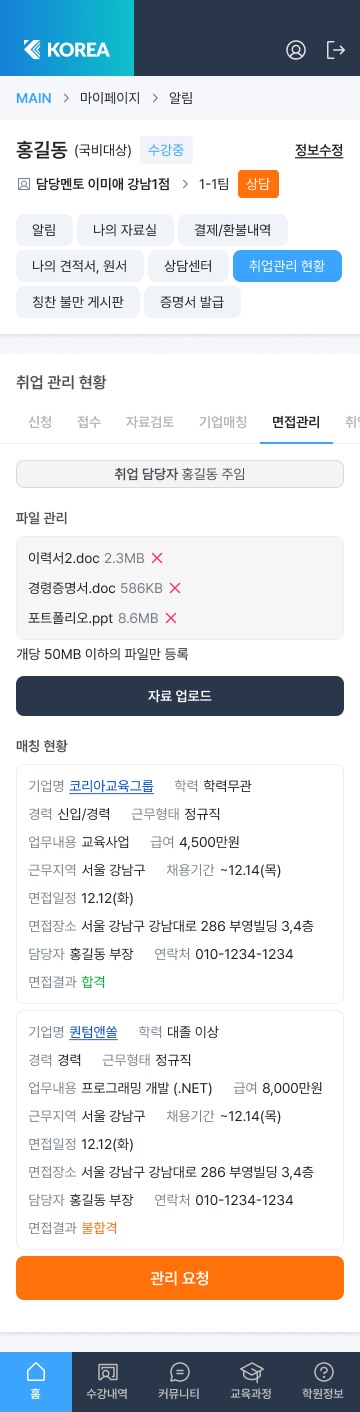 KOREA
MAIN > 마이페이지 > 알림
홍길동 (국비대상) 수강중 정보수정
담당멘토 이미애 강남1점 > 1-1팀 상담
알림 나의 자료실 결제/환불내역
나의 견적서, 원서 상담센터 취업관리 현황
칭찬 불만 게시판 증명서 발급
취업 관리 현황
신청 접수 자료검토 기업매칭 면접관리
취업 담당자 홍길동 주임
파일 관리
이력서2.doc 2.3MB
경령증명서.doc 586KB
포트폴리오.ppt 8.6MB
개당 50MB 이하의 파일만 등록
자료 업로드
매칭 현황
기업명 코리아교육그룹 학력 학력무관
경력 신입/경력 근무형태 정규직
업무내용 교육사업 급여 4,500만원
근무지역 서울 강남구 채용기간 ~12.14(목)
면접일정 12.12(화)
면접장소 서울 강남구 강남대로 286 부영빌딩 3,4층
담당자 홍길동 부장 연락처 010-1234-1234
면접결과 합격
기업명 퀀텀앤쏠 학력 대졸 이상
경력 경력 근무형태 정규직
업무내용 프로그래밍 개발 (.NET) 급여 8,000만원
근무지역 서울 강남구 채용기간 ~12.14(목)
면접일정 12.12(화)
면접장소 서울 강남구 강남대로 286 부영빌딩 3,4층
담당자 홍길동 부장 연락처 010-1234-1234
면접결과 불합격
관리 요청
홈 수강내역 커뮤니티 교육과정 학원정보